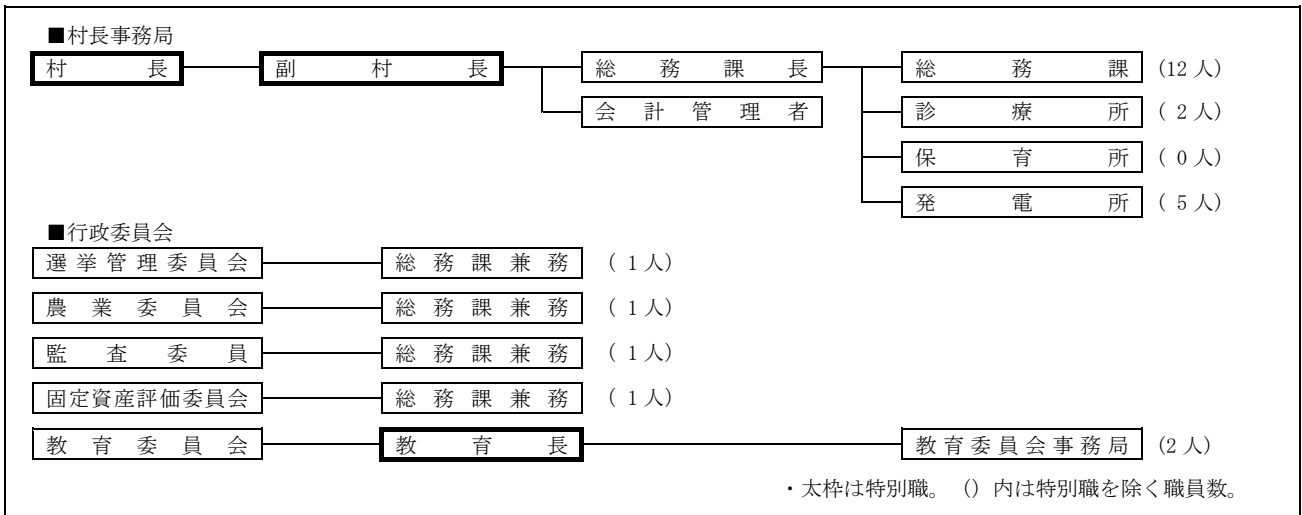 ■村長事務局
村長 副村長 総務課長 総務課 (12人)
会計管理者 診療所 ( 2人)
保育所 ( 0人)
発電所 ( 5人)
■行政委員会
選挙管理委員会 総務課兼務 ( 1人)
農業委員会 総務課兼務 ( 1人)
監査委員 総務課兼務 ( 1人)
固定資産評価委員会 総務課兼務 ( 1人)
教育委員会 教育長 教育委員会事務局 (2人)
・太枠は特別職。 ()内は特別職を除く職員数。